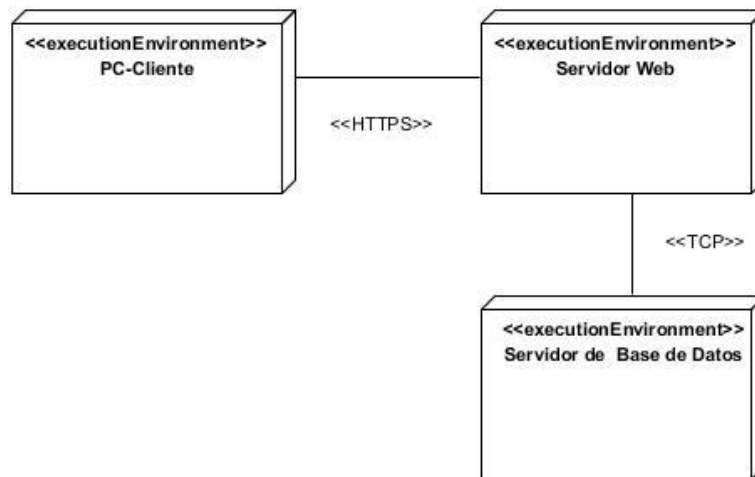 <<executionEnvironment>>
PC-Cliente
<<HTTPS>>
<<executionEnvironment>>
Servidor Web
<<TCP>>
<<executionEnvironment>>
Servidor de  Base de Datos